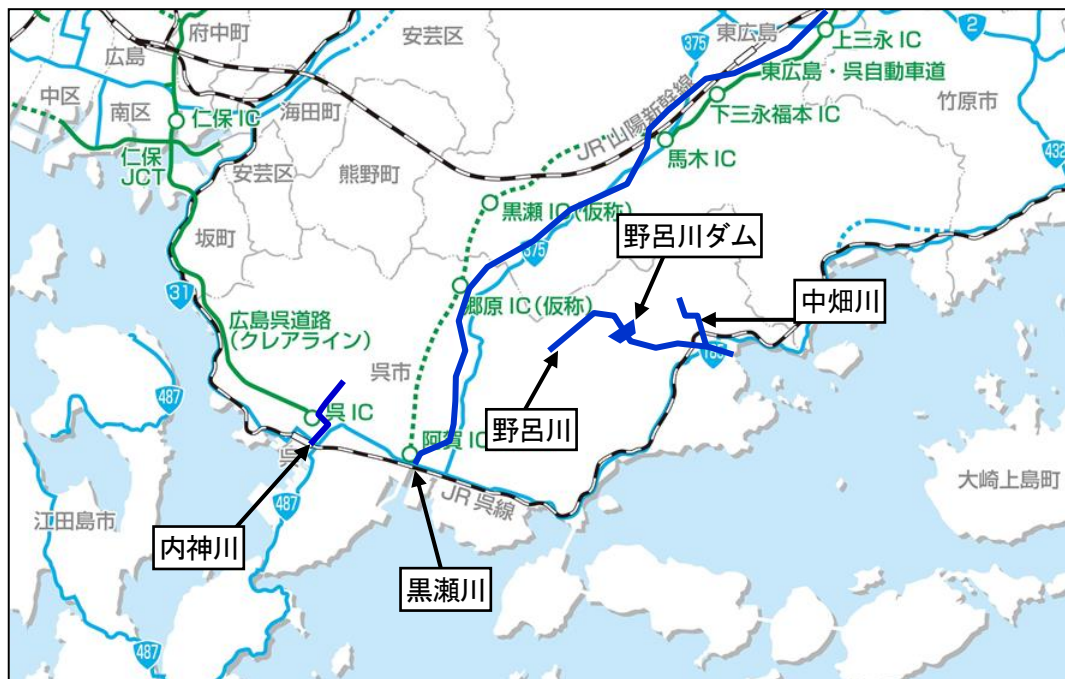 府中町
安芸区
東広島
2
広島
375
上三永 IC
東広島・呉自動車道
中区
南区
仁保 IC
海田町
JR山陽新幹線
下三永福本 IC
竹原市
仁保
JCT
安芸区
熊野町
馬木 IC
432
坂町
黒瀬 IC(仮称)
野呂川ダム
375
31
郷原 IC(仮称)
中畑川
広島呉道路
(クレアライン)
185
呉市
487
呉 IC
野呂川
阿賀 IC
呉
大崎上島町
487
JR 呉線
江田島市
内神川
黒瀬川
487